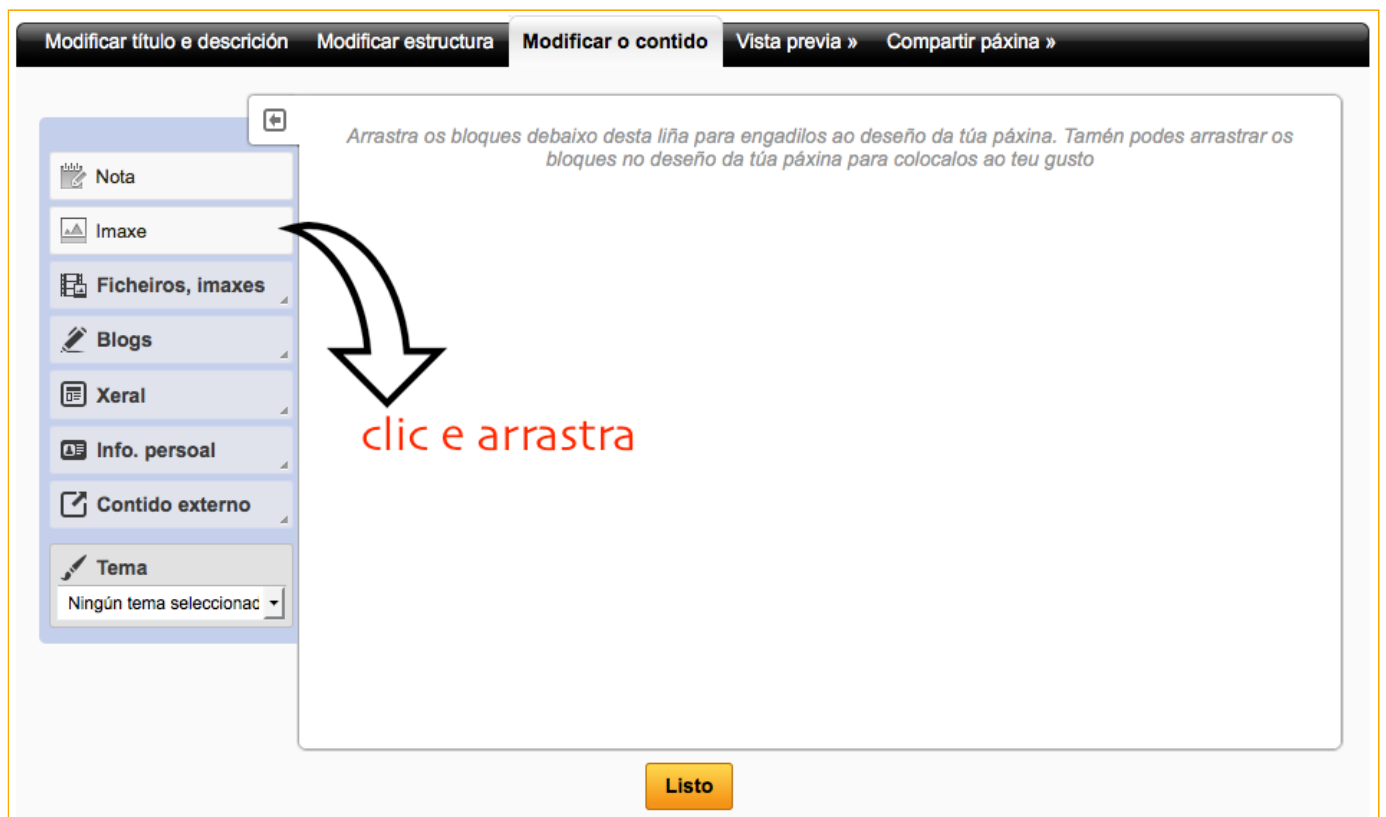 Modificar título e descrición Modificar estructura Modificar o contido Vista previa » Compartir páxina »
Arrastra os bloques debaixo desta liña para engadilos ao deseño da túa páxina. Tamén podes arrastrar os
bloques no deseño da túa páxina para colocalos ao teu gusto
Nota
Imaxe
Ficheiros, imaxes
Blogs
Xeral
Info. persoal
Contido externo
Tema
Ningún tema seleccionad
clic e arrastra
Listo